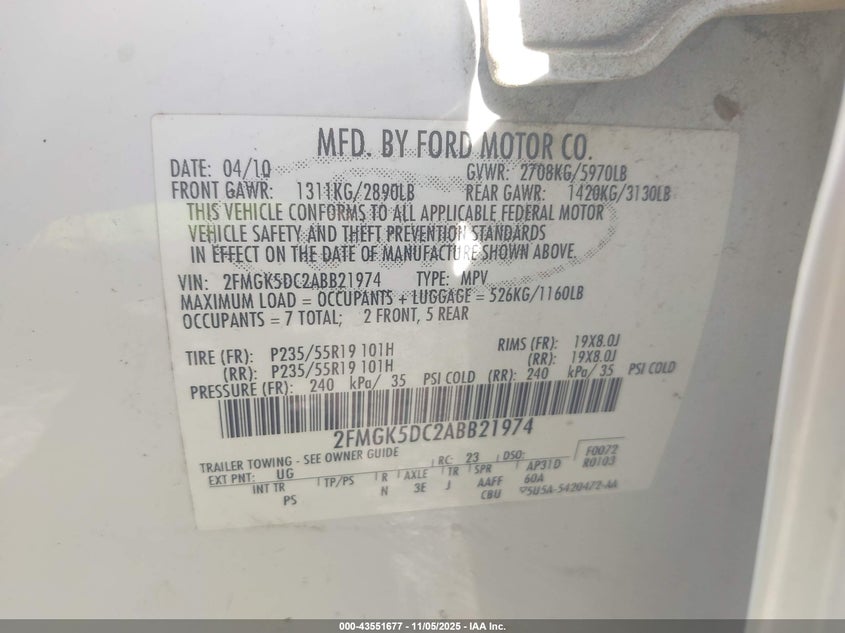 MFD. BY FORD MOTOR CO.
DATE: 04/10 GVWR: 2708KG/5970LB
FRONT GAWR: 1311KG/2890LB REAR GAWR: 1420KG/3130LB
THIS VEHICLE CONFORMS TO ALL APPLICABLE FEDERAL MOTOR
VEHICLE SAFETY AND THEFT PREVENTION STANDARDS
IN EFFECT ON THE DATE OF MANUFACTURE SHOWN ABOVE.
VIN: 2FMGK5DC2ABB21974 TYPE: MPV
MAXIMUM LOAD = OCCUPANTS + LUGGAGE = 526KG/1160LB
OCCUPANTS = 7 TOTAL; 2 FRONT, 5 REAR
TIRE (FR): P235/55R19 101H RIMS (FR): 19X8.0J
(RR): P235/55R19 101H (RR): 19X8.0J
PRESSURE (FR): 240 kPa/ 35 PSI COLD (RR): 240 kPa/ 35 PSI COLD
2FMGK5DC2ABB21974
TRAILER TOWING - SEE OWNER GUIDE RC: 23 DSO: F0072
EXT PNT: UG AP31D R0103
INT TR TP/PS R AXLE TR SPR 60A
PS N 3E J AAFF
CBU 5U5A-5420472-AA
000-43551677 - 11/05/2025 - IAA Inc.